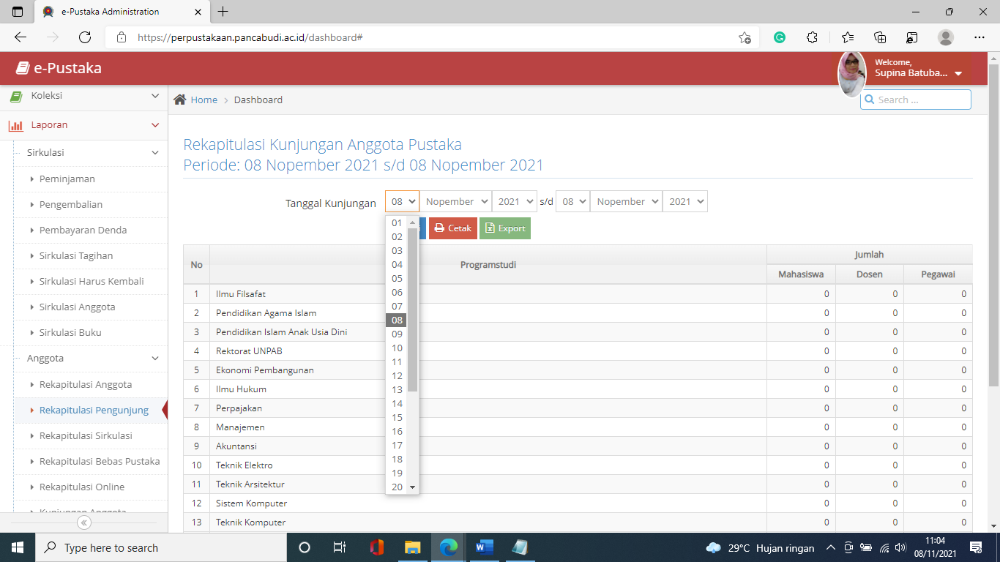 e-Pustaka Administration
https://perpustakaan.pancabudi.ac.id/dashboard#
e-Pustaka
Welcome,
Supina Batuba...
Koleksi
Laporan
Sirkulasi
Peminjaman
Pengembalian
Pembayaran Denda
Sirkulasi Tagihan
Sirkulasi Harus Kembali
Sirkulasi Anggota
Sirkulasi Buku
Anggota
Rekapitulasi Anggota
Rekapitulasi Pengunjung
Rekapitulasi Sirkulasi
Rekapitulasi Bebas Pustaka
Rekapitulasi Online
Kunjungan Anggota
Home > Dashboard
Search ...
Rekapitulasi Kunjungan Anggota Pustaka
Periode: 08 Nopember 2021 s/d 08 Nopember 2021
Tanggal Kunjungan 08 Nopember 2021 s/d 08 Nopember 2021
Cetak Export
01
02
03
04
05
06
07
08
09
10
11
12
13
14
15
16
17
18
19
20
No Programstudi Jumlah
Mahasiswa Dosen Pegawai
1 Ilmu Filsafat 0 0 0
2 Pendidikan Agama Islam 0 0 0
3 Pendidikan Islam Anak Usia Dini 0 0 0
4 Rektorat UNPAB 0 0 0
5 Ekonomi Pembangunan 0 0 0
6 Ilmu Hukum 0 0 0
7 Perpajakan 0 0 0
8 Manajemen 0 0 0
9 Akuntansi 0 0 0
10 Teknik Elektro 0 0 0
11 Teknik Arsitektur 0 0 0
12 Sistem Komputer 0 0 0
13 Teknik Komputer 0 0 0
Type here to search
29°C Hujan ringan
11:04
08/11/2021